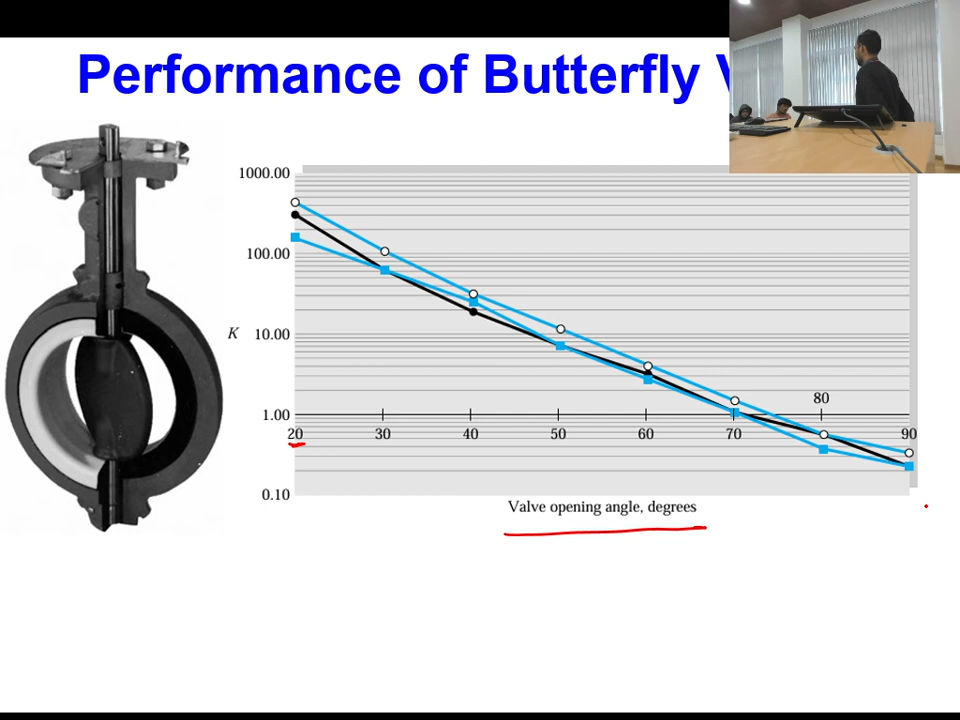 Performance of Butterfly
1000.00
100.00
K 10.00
80
1.00
20 30 40 50 60 70 90
0.10
Valve opening angle, degrees